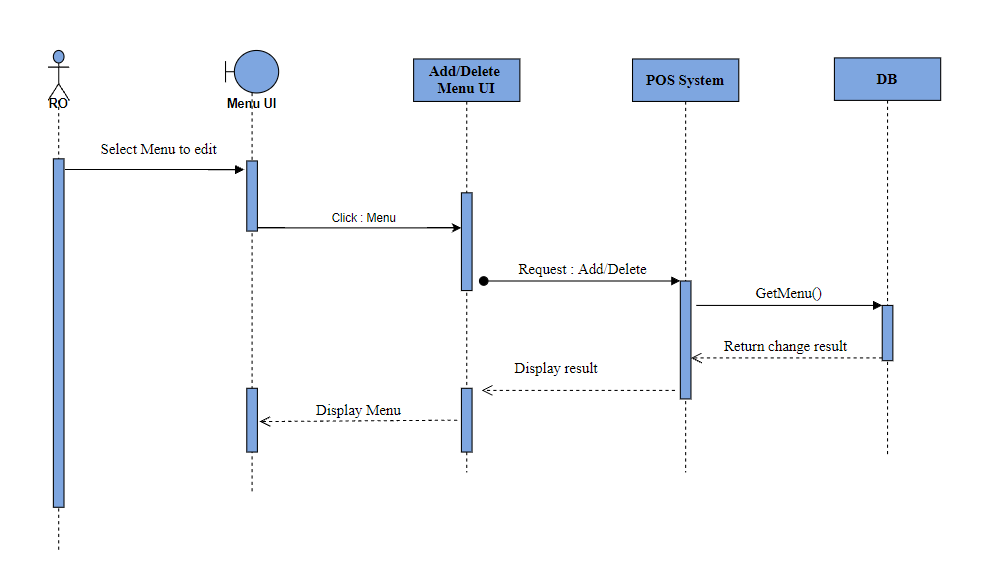 RO
Menu UI
Add/Delete
Menu UI
POS System
DB
Select Menu to edit
Click : Menu
Request : Add/Delete
GetMenu()
Return change result
Display result
Display Menu